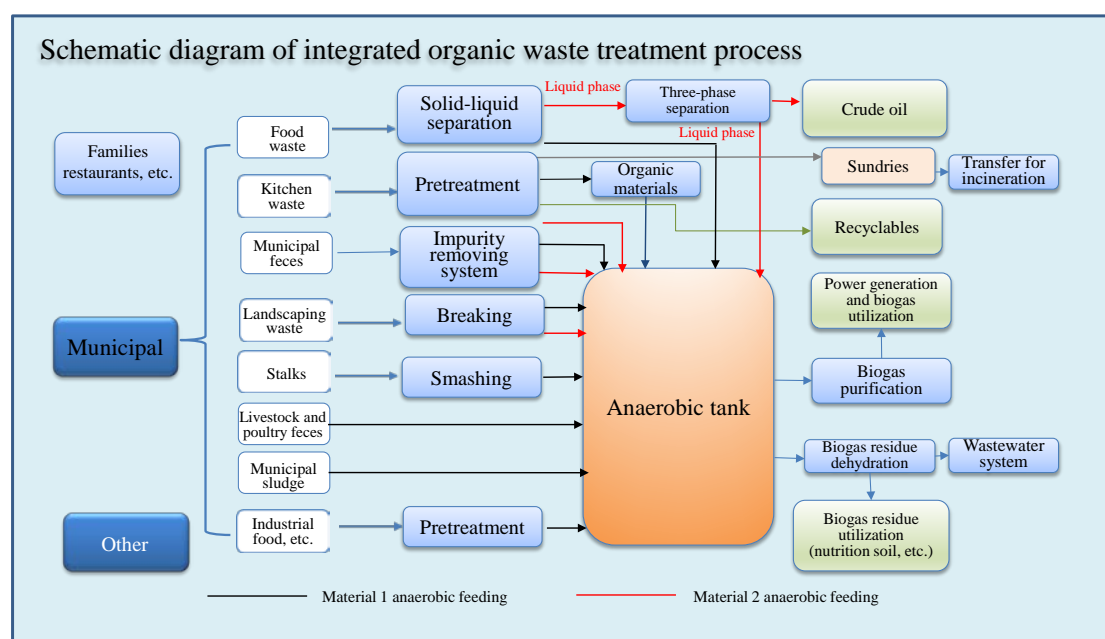 Schematic diagram of integrated organic waste treatment process
Families
restaurants, etc.
Municipal
Other
Food
waste
Kitchen
waste
Municipal
feces
Landscaping
waste
Stalks
Livestock and
poultry feces
Municipal
sludge
Industrial
food, etc.
Solid-liquid
separation
Pretreatment
Impurity
removing
system
Breaking
Smashing
Pretreatment
Liquid phase
Three-phase
separation
Liquid phase
Organic
materials
Anaerobic tank
Crude oil
Sundries
Transfer for
incineration
Recyclables
Power generation
and biogas
utilization
Biogas
purification
Biogas residue
dehydration
Wastewater
system
Biogas residue
utilization
(nutrition soil, etc.)
Material 1 anaerobic feeding
Material 2 anaerobic feeding